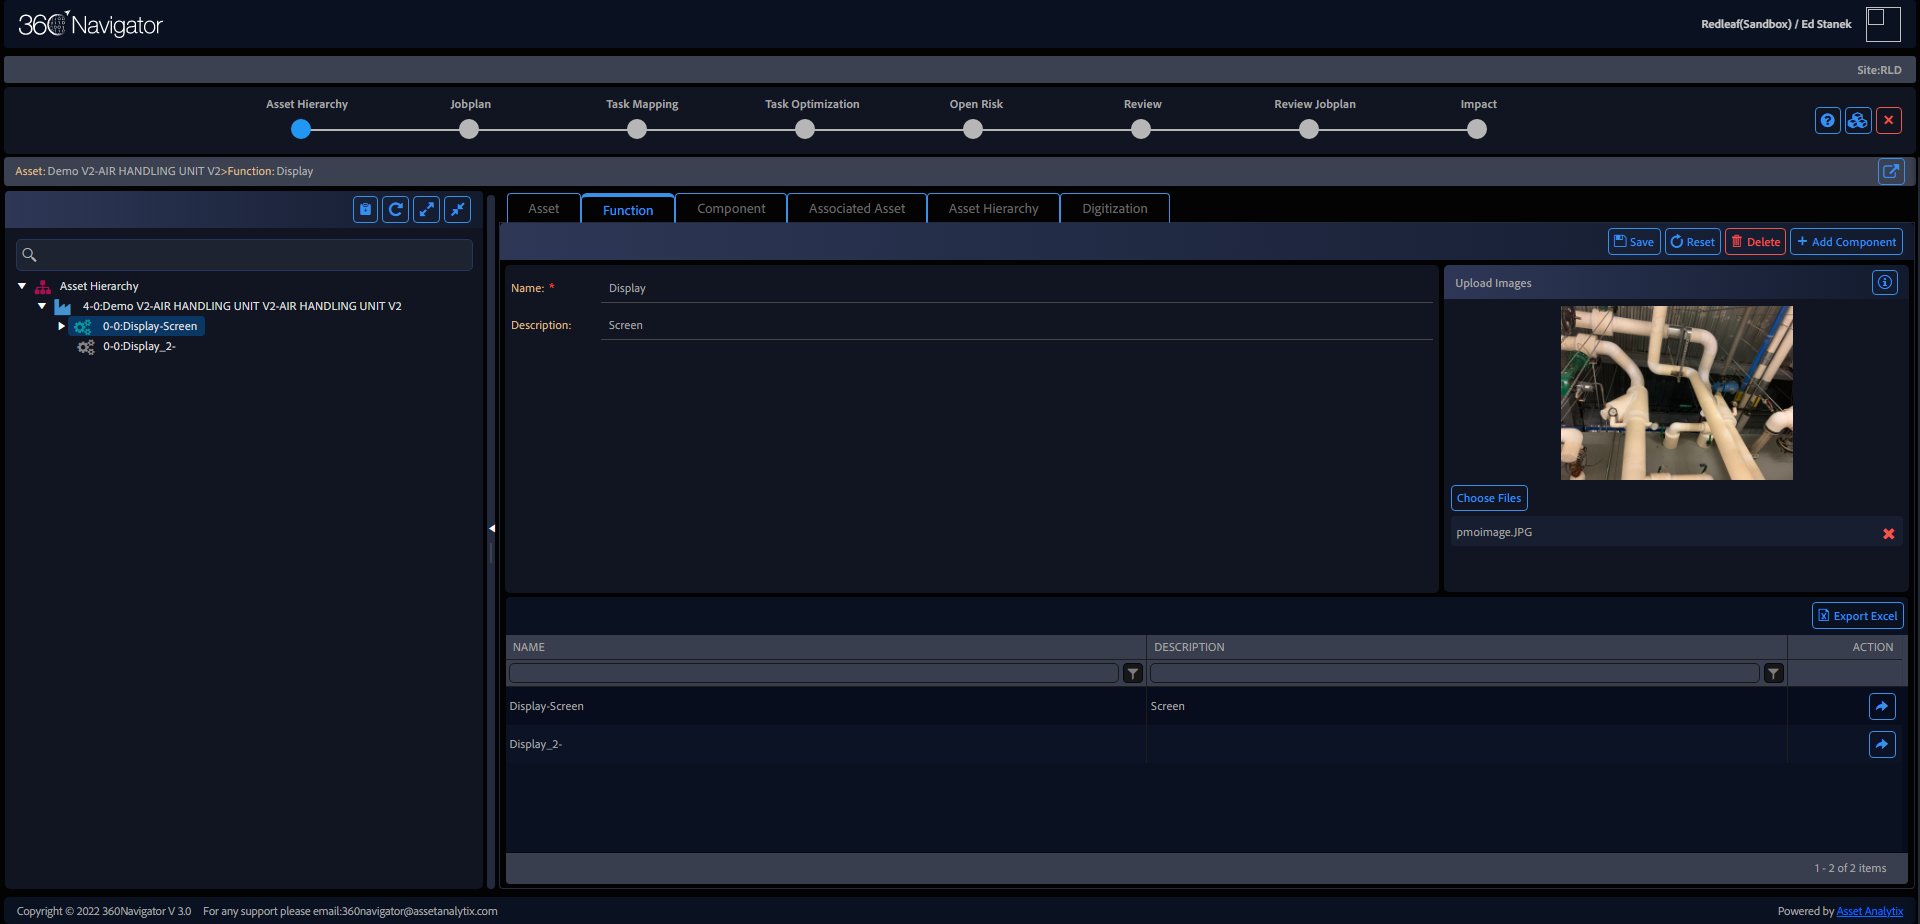 360 Navigator
Redleaf(Sandbox) / Ed Stanek
Site:RLD
Asset Hierarchy
Jobplan
Task Mapping
Task Optimization
Open Risk
Review
Review Jobplan
Impact
Asset: Demo V2-AIR HANDLING UNIT V2>Function: Display
Asset
Function
Component
Associated Asset
Asset Hierarchy
Digitization
Save
Reset
Delete
+ Add Component
Asset Hierarchy
4-0:Demo V2-AIR HANDLING UNIT V2-AIR HANDLING UNIT V2
0-0:Display-Screen
0-0:Display_2-
Name: * Display
Description: Screen
Upload Images
Choose Files
pmoimage.JPG
Export Excel
NAME DESCRIPTION ACTION
Display-Screen Screen
Display_2-
1 - 2 of 2 items
Copyright © 2022 360Navigator V 3.0 For any support please email:360navigator@assetanalytix.com
Powered by Asset Analytix